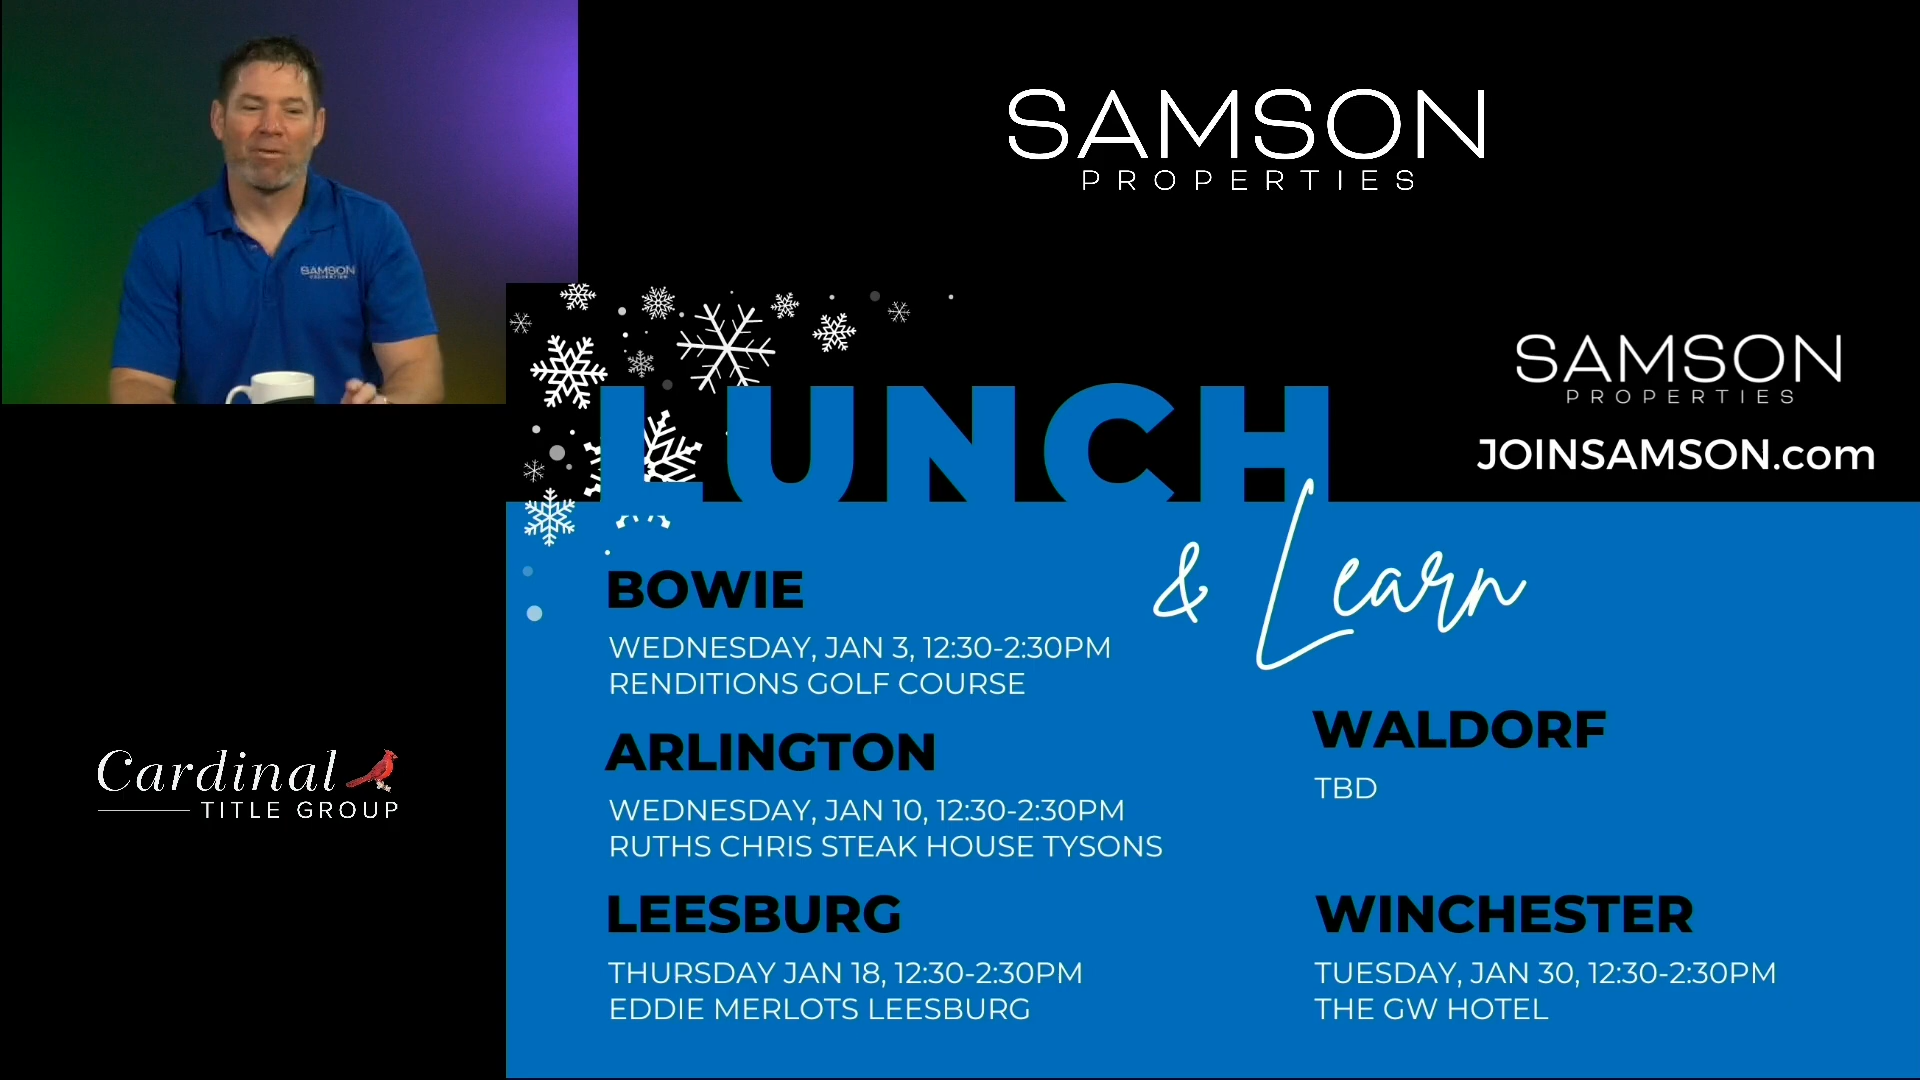 SAMSON
PROPERTIES
SAMSON
SAMSON
PROPERTIES
JOINSAMSON.com
LUNCH
& Learn
BOWIE
WEDNESDAY, JAN 3, 12:30-2:30PM
RENDITIONS GOLF COURSE
ARLINGTON
WEDNESDAY, JAN 10, 12:30-2:30PM
RUTHS CHRIS STEAK HOUSE TYSONS
LEESBURG
THURSDAY JAN 18, 12:30-2:30PM
EDDIE MERLOTS LEESBURG
WALDORF
TBD
WINCHESTER
TUESDAY, JAN 30, 12:30-2:30PM
THE GW HOTEL
Cardinal
TITLE GROUP